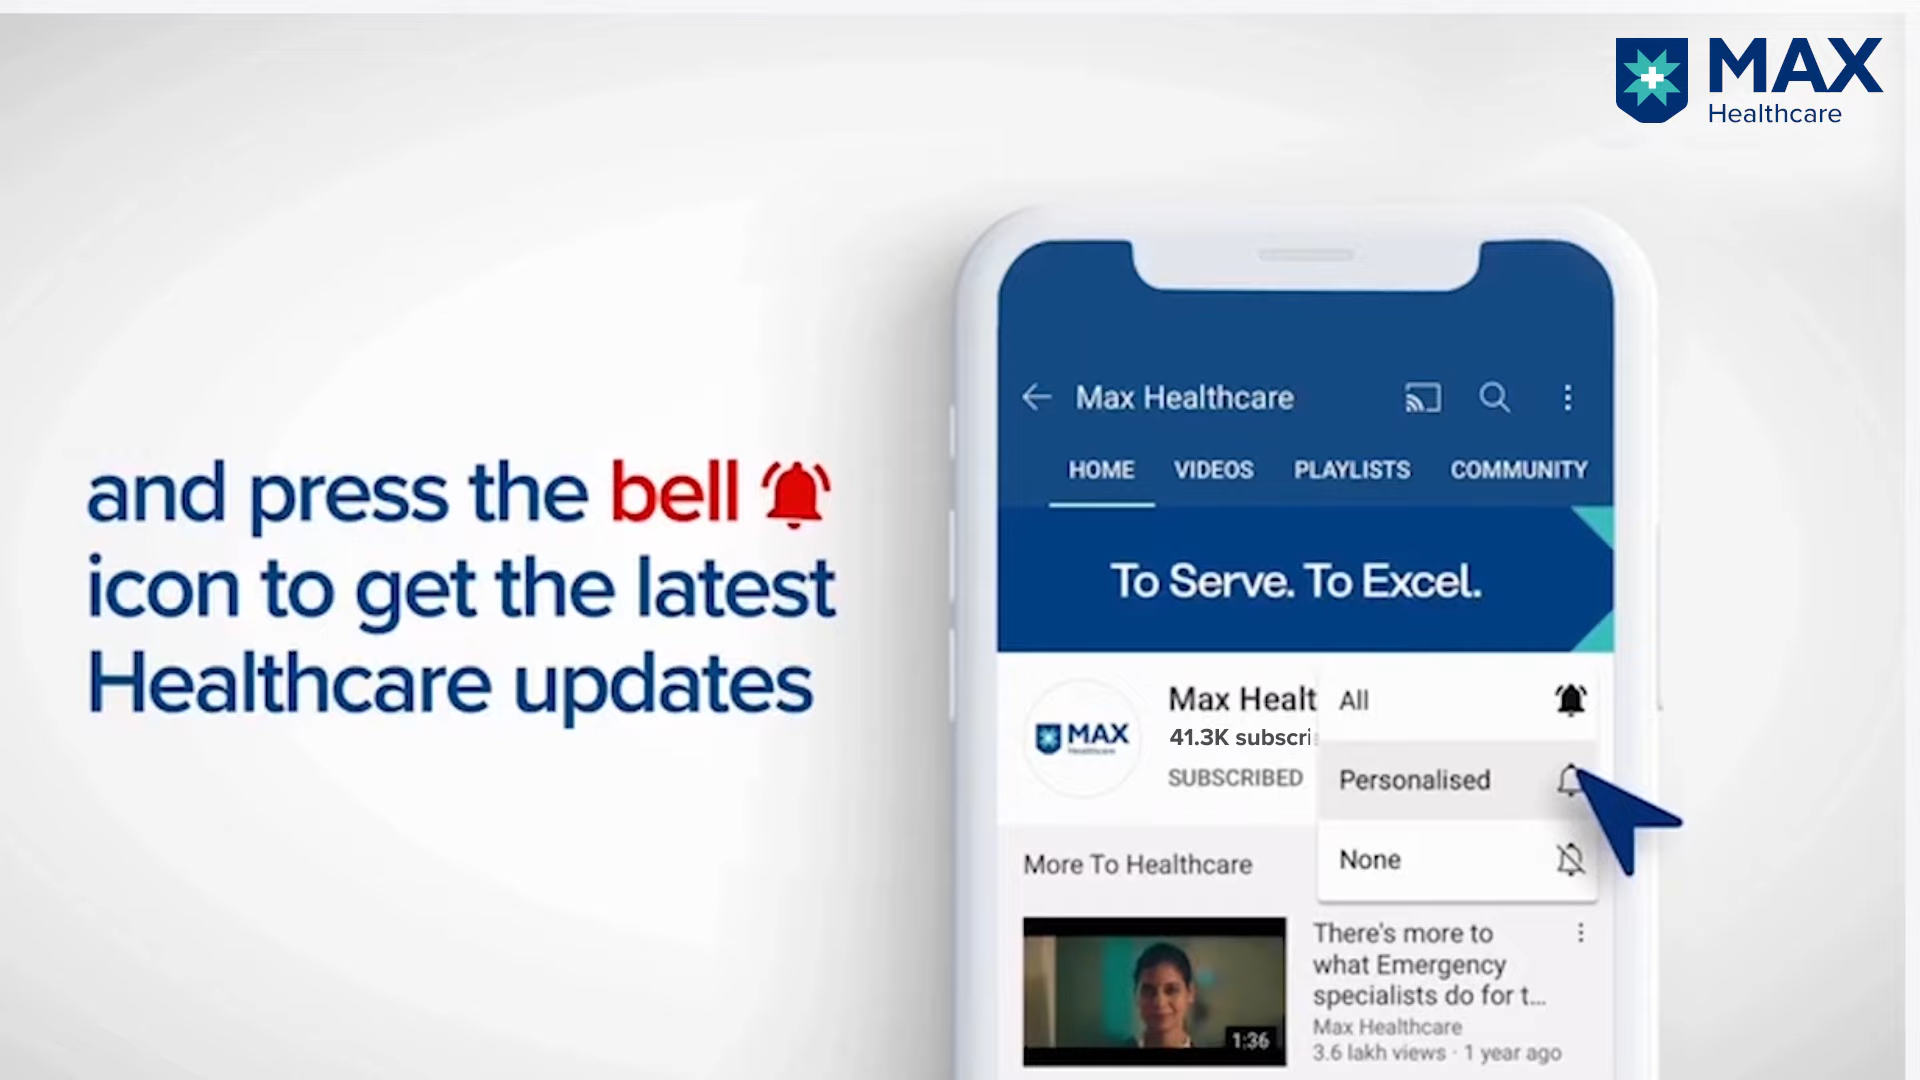 MAX
Healthcare
and press the bell
icon to get the latest
Healthcare updates
Max Healthcare
HOME VIDEOS PLAYLISTS COMMUNITY
To Serve. To Excel.
MAX
Healthcare
Max Healt
41.3K subscri
SUBSCRIBED
All
Personalised
None
More To Healthcare
There's more to
what Emergency
specialists do for t...
Max Healthcare
3.6 lakh views · 1 year ago
1:36